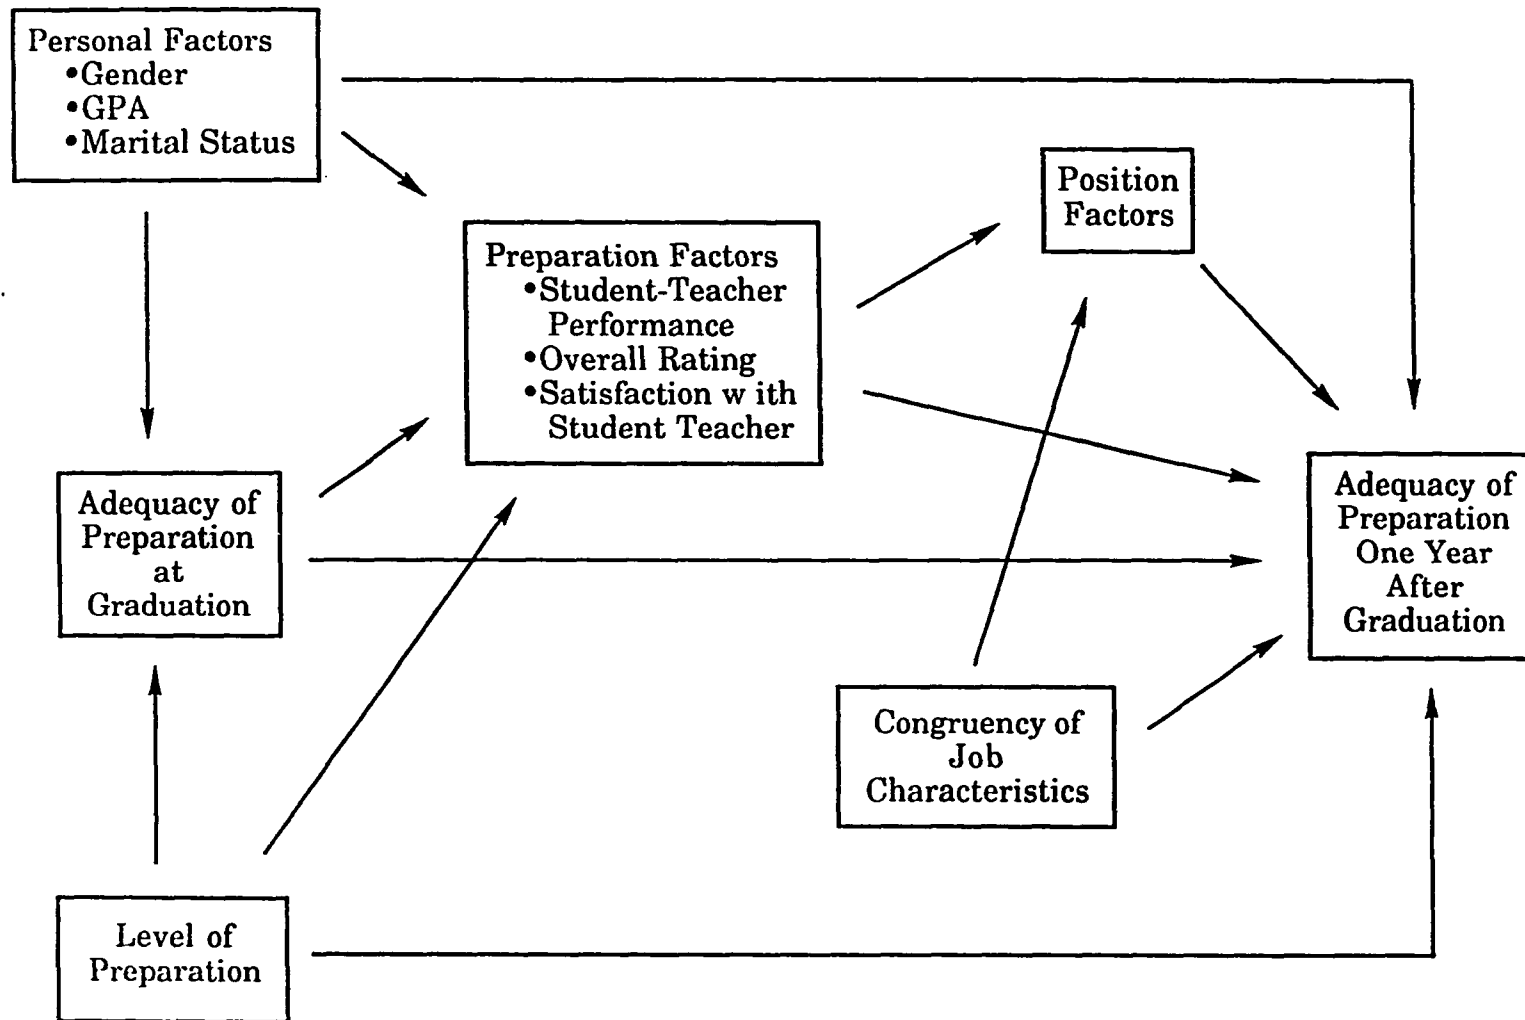 Personal Factors
•Gender
•GPA
•Marital Status
Position
Factors
Preparation Factors
•Student-Teacher
Performance
•Overall Rating
•Satisfaction w ith
Student Teacher
Adequacy of
Preparation
at
Graduation
Adequacy of
Preparation
One Year
After
Graduation
Congruency of
Job
Characteristics
Level of
Preparation